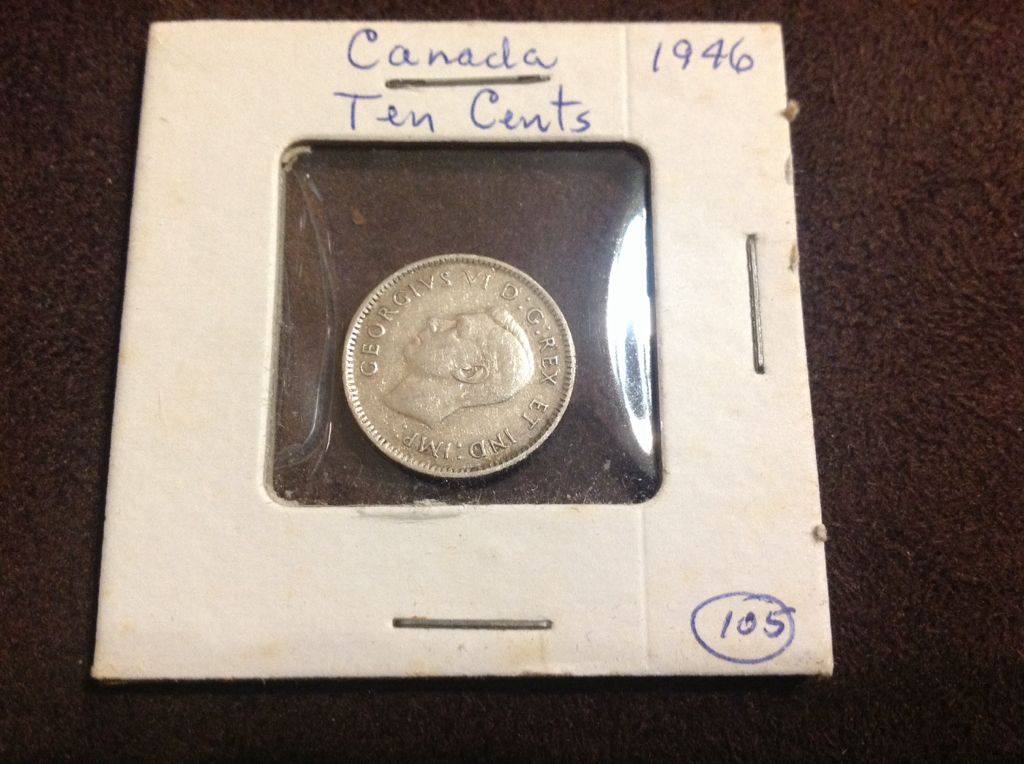 Canada 1946
Ten Cents
GEORGIVS VI D:G:REX ET IND:IMP:
105